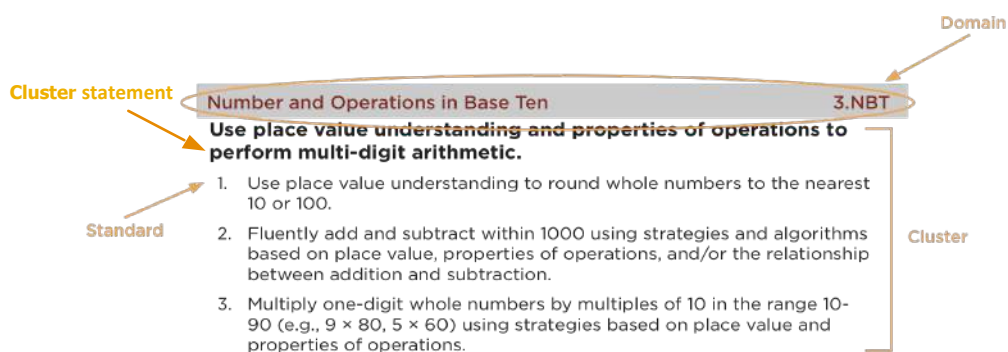 Domain
Cluster statement
Number and Operations in Base Ten 3.NBT
Use place value understanding and properties of operations to
perform multi-digit arithmetic.
1. Use place value understanding to round whole numbers to the nearest
10 or 100.
Standard
2. Fluently add and subtract within 1000 using strategies and algorithms
based on place value, properties of operations, and/or the relationship
between addition and subtraction.
Cluster
3. Multiply one-digit whole numbers by multiples of 10 in the range 10-
90 (e.g., 9 × 80, 5 × 60) using strategies based on place value and
properties of operations.